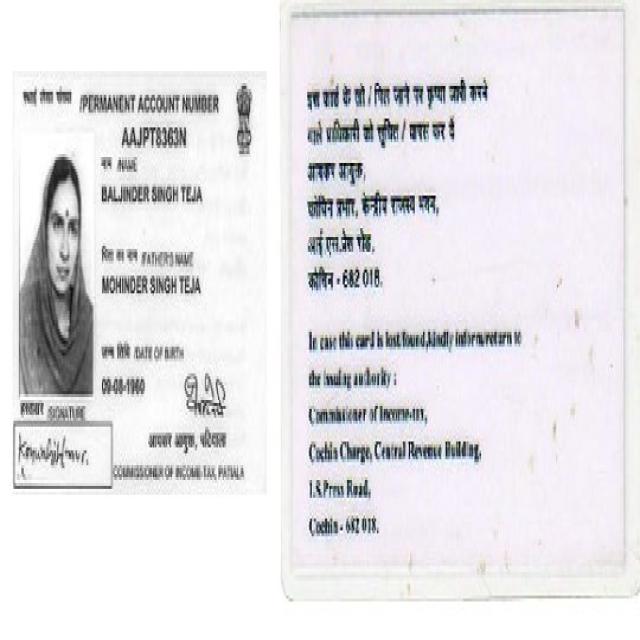 स्थाई लेखा संख्या /PERMANENT ACCOUNT NUMBER
AAJPT8363N
नाम /NAME
BALJINDER SINGH TEJA
पिता का नाम /FATHER'S NAME
MOHINDER SINGH TEJA
जन्म तिथि /DATE OF BIRTH
09-08-1960
हस्ताक्षर /SIGNATURE
आयकर आयुक्त, पटियाला
COMMISSIONER OF INCOME-TAX, PATIALA
इस कार्ड के खो / मिल जाने पर कृप्या जारी करने
वाले प्राधिकारी को सूचित / वापस कर दें
आयकर आयुक्त,
कोचिन प्रभार, केन्द्रीय राजस्व भवन,
आई एस.प्रेस रोड,
कोचिन - 682 018.
In case this card is lost/found,kindly inform/return to
the issuing authority :
Commissioner of Income-tax,
Cochin Charge, Central Revenue Building,
I.S.Press Road,
Cochin - 682 018.